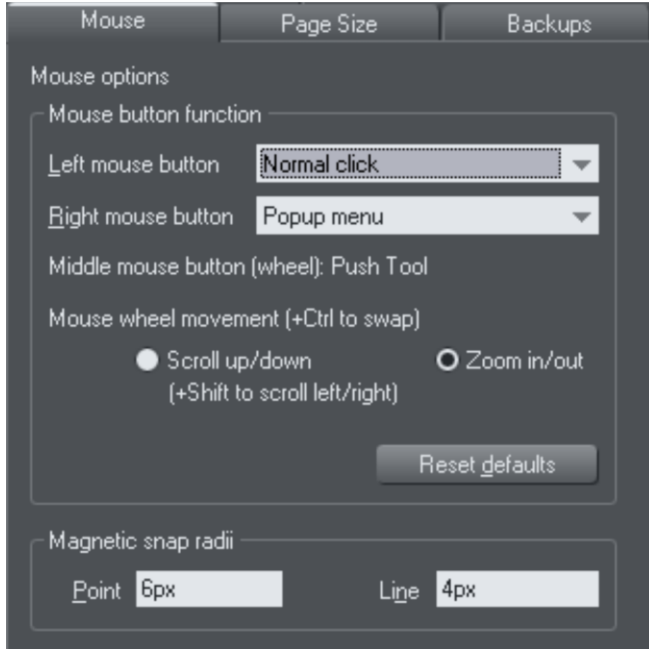 Mouse Page Size Backups
Mouse options
Mouse button function
Left mouse button Normal click
Right mouse button Popup menu
Middle mouse button (wheel): Push Tool
Mouse wheel movement (+Ctrl to swap)
Scroll up/down Zoom in/out
(+Shift to scroll left/right)
Reset defaults
Magnetic snap radii
Point 6px Line 4px